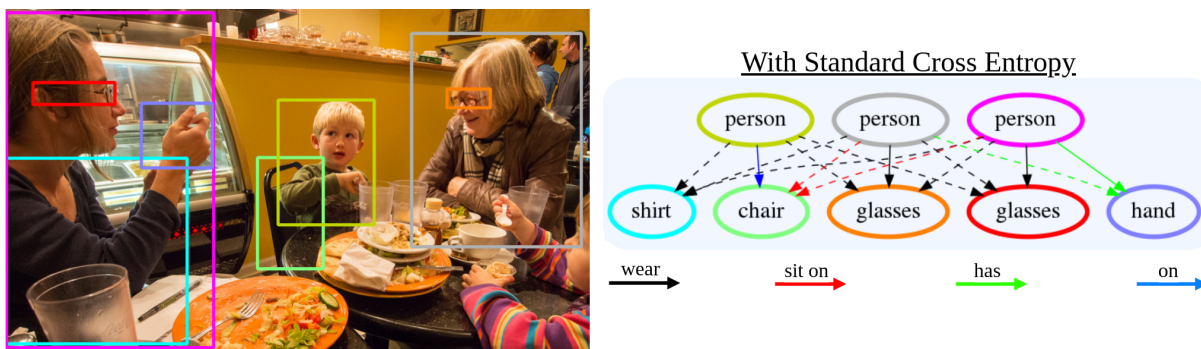 With Standard Cross Entropy
person person person
shirt chair glasses glasses hand
wear sit on has on